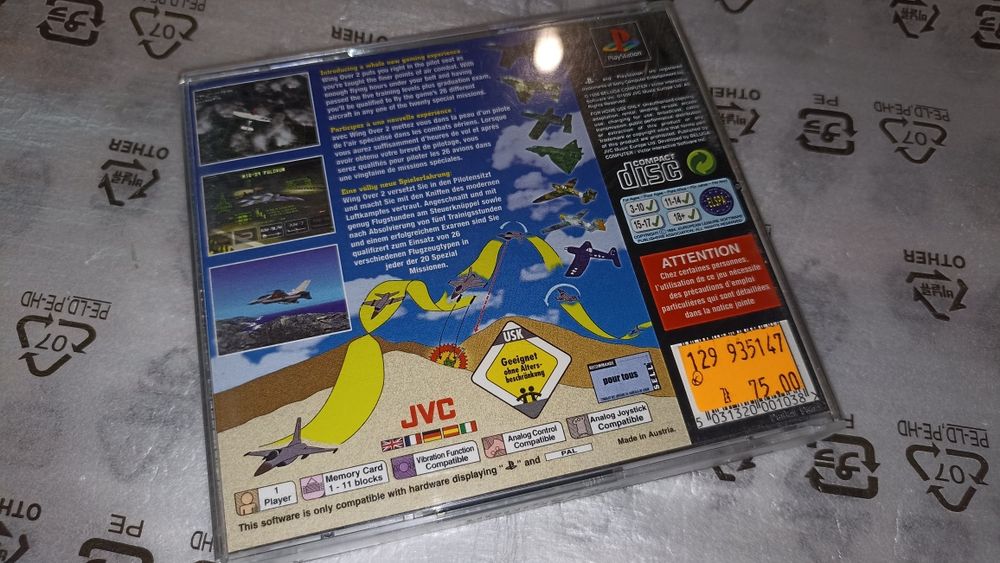 Introducing a whole new gaming experience...
Wing Over 2 puts you right in the pilot seat as
you're taught the finer points of air combat. With
enough flying hours under your belt and having
passed the five training levels plus graduation exam,
you'll be qualified to fly the game's 26 different
aircraft in any one of the twenty special missions.
Participez à une nouvelle expérience
avec Wing Over 2 mettez vous dans la peau d'un pilote
de l'air spécialisé dans les combats aériens. Lorsque
vous aurez suffisamment d'heures de vol et après
avoir obtenu votre brevet de pilotage, vous
serez qualifiés pour piloter les 26 avions dans
une vingtaine de missions spéciales.
Eine völlig neue Spielerfahrung:
Wing Over 2 versetzt Sie in den Pilotensitz
und macht Sie mit den Kniffen des modernen
Luftkampfes vertraut. Angeschnallt und mit
genug Flugstunden am Steuerknüppel sowie
nach Absolvierung von fünf Trainigsstunden
und einem erfolgreichem Examen sind Sie
qualifiziert zum Einsatz von 26
verschiedenen Flugzeugtypen in
jeder der 20 Spezial
Missionen.
PlayStation
COMPACT
disc
3-10
11-14
15-17
18+
ELSPA
ATTENTION
Chez certaines personnes,
l'utilisation de ce jeu nécessite
des précautions d'emploi
particulières qui sont détaillées
dans la notice jointe
129 935147
75,00
5 031320 001038
USK
Geeignet
ohne Alters-
beschränkung
pour tous
SELL
JVC
1
Player
Memory Card
1 - 11 blocks
Vibration Function
Compatible
Analog Control
Compatible
Analog Joystick
Compatible
Made in Austria.
This software is only compatible with hardware displaying " " and PAL
OTHER
PE
PE-LD,PE-HD
07
プラ